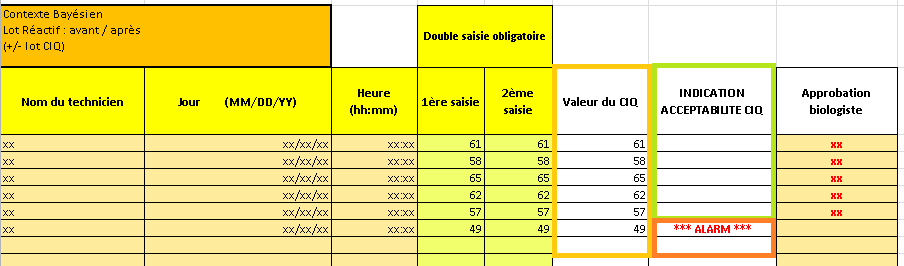 Contexte Bayésien
Lot Réactif : avant / après
(+/- lot CIQ)
Double saisie obligatoire
Nom du technicien Jour (MM/DD/YY) Heure (hh:mm) 1ère saisie 2ème saisie Valeur du CIQ INDICATION ACCEPTABILITE CIQ Approbation biologiste
xx xx/xx/xx xx:xx 61 61 61 xx
xx xx/xx/xx xx:xx 58 58 58 xx
xx xx/xx/xx xx:xx 65 65 65 xx
xx xx/xx/xx xx:xx 62 62 62 xx
xx xx/xx/xx xx:xx 57 57 57 xx
xx xx/xx/xx xx:xx 49 49 49 *** ALARM ***